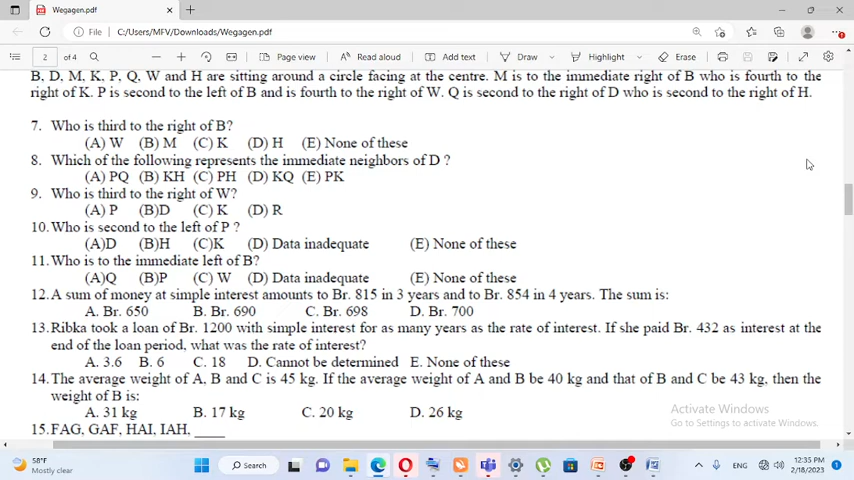 Wegagen.pdf
File C:/Users/MFV/Downloads/Wegagen.pdf
2 of 4 Page view Read aloud Add text Draw Highlight Erase
B, D, M, K, P, Q, W and H are sitting around a circle facing at the centre. M is to the immediate right of B who is fourth to the
right of K. P is second to the left of B and is fourth to the right of W. Q is second to the right of D who is second to the right of H.
7. Who is third to the right of B?
(A) W (B) M (C) K (D) H (E) None of these
8. Which of the following represents the immediate neighbors of D ?
(A) PQ (B) KH (C) PH (D) KQ (E) PK
9. Who is third to the right of W?
(A) P (B)D (C) K (D) R
10. Who is second to the left of P ?
(A)D (B)H (C)K (D) Data inadequate (E) None of these
11. Who is to the immediate left of B?
(A)Q (B)P (C) W (D) Data inadequate (E) None of these
12. A sum of money at simple interest amounts to Br. 815 in 3 years and to Br. 854 in 4 years. The sum is:
A. Br. 650 B. Br. 690 C. Br. 698 D. Br. 700
13. Ribka took a loan of Br. 1200 with simple interest for as many years as the rate of interest. If she paid Br. 432 as interest at the
end of the loan period, what was the rate of interest?
A. 3.6 B. 6 C. 18 D. Cannot be determined E. None of these
14. The average weight of A, B and C is 45 kg. If the average weight of A and B be 40 kg and that of B and C be 43 kg, then the
weight of B is:
A. 31 kg B. 17 kg C. 20 kg D. 26 kg
15. FAG, GAF, HAI, IAH, ____
Activate Windows
Go to Settings to activate Windows.
58°F
Mostly clear
Search
ENG
12:35 PM
2/18/2023
1